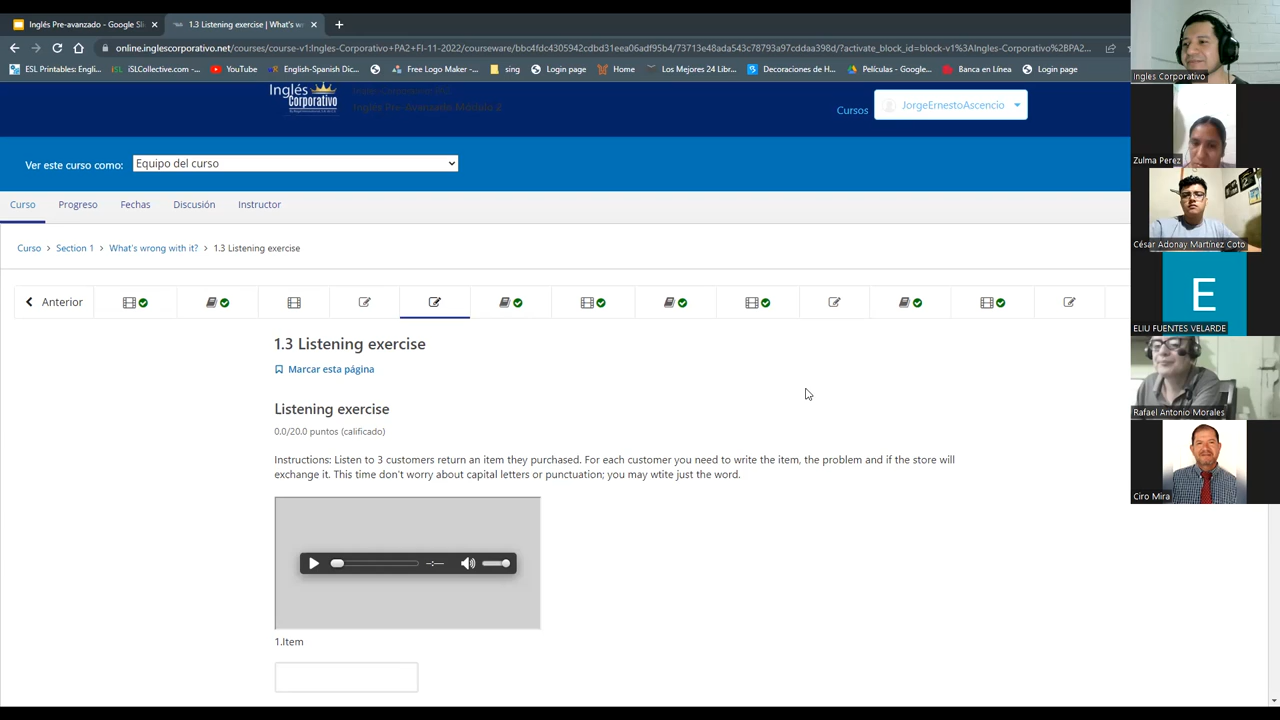 Inglés Pre-avanzado - Google Sli
1.3 Listening exercise | What's w
online.inglescorporativo.net/courses/course-v1:Ingles-Corporativo+PA2+FI-11-2022/courseware/bbc4fdc4305942cdbd31eea06adf95b4/73713e48ada543c78793a97cddaa398d/?activate_block_id=block-v1%3AIngles-Corporativo%2BPA2...
ESL Printables: Engli...
iSLCollective.com -...
YouTube
English-Spanish Dic...
Free Logo Maker -...
sing
Login page
Home
Los Mejores 24 Libr...
Decoraciones de H...
Películas - Google...
Banca en Línea
Login page
Inglés Corporativo
Inglés Pre-avanzado Módulo 2
Cursos
JorgeErnestoAscencio
Ver este curso como:
Equipo del curso
Curso
Progreso
Fechas
Discusión
Instructor
Curso > Section 1 > What's wrong with it? > 1.3 Listening exercise
Anterior
1.3 Listening exercise
Marcar esta página
Listening exercise
0.0/20.0 puntos (calificado)
Instructions: Listen to 3 customers return an item they purchased. For each customer you need to write the item, the problem and if the store will
exchange it. This time don't worry about capital letters or punctuation; you may wtite just the word.
-:--
1.Item
Ingles Corporativo
Zulma Perez
César Adonay Martínez Coto
E
ELIU FUENTES VELARDE
Rafael Antonio Morales
Ciro Mira